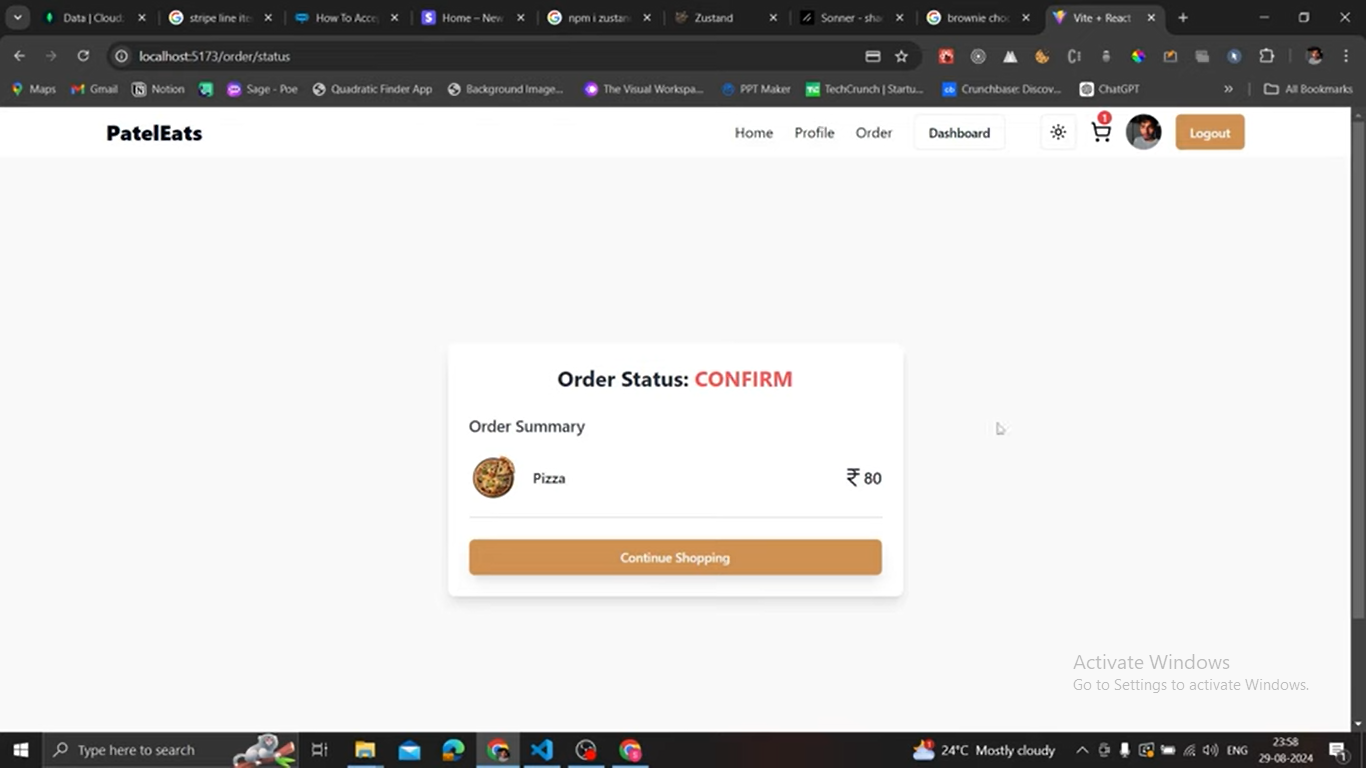 Data | Cloud:
stripe line ite
How To Acce
Home – New
npm i zustan
Zustand
Sonner - sha
brownie choc
Vite + React
localhost:5173/order/status
Maps
Gmail
Notion
Sage - Poe
Quadratic Finder App
Background Image...
The Visual Workspa...
PPT Maker
TechCrunch | Startu...
Crunchbase: Discov...
ChatGPT
All Bookmarks
PatelEats
Home
Profile
Order
Dashboard
1
Logout
Order Status: CONFIRM
Order Summary
Pizza
₹ 80
Continue Shopping
Activate Windows
Go to Settings to activate Windows.
Type here to search
24°C Mostly cloudy
ENG
23:58
29-08-2024
1